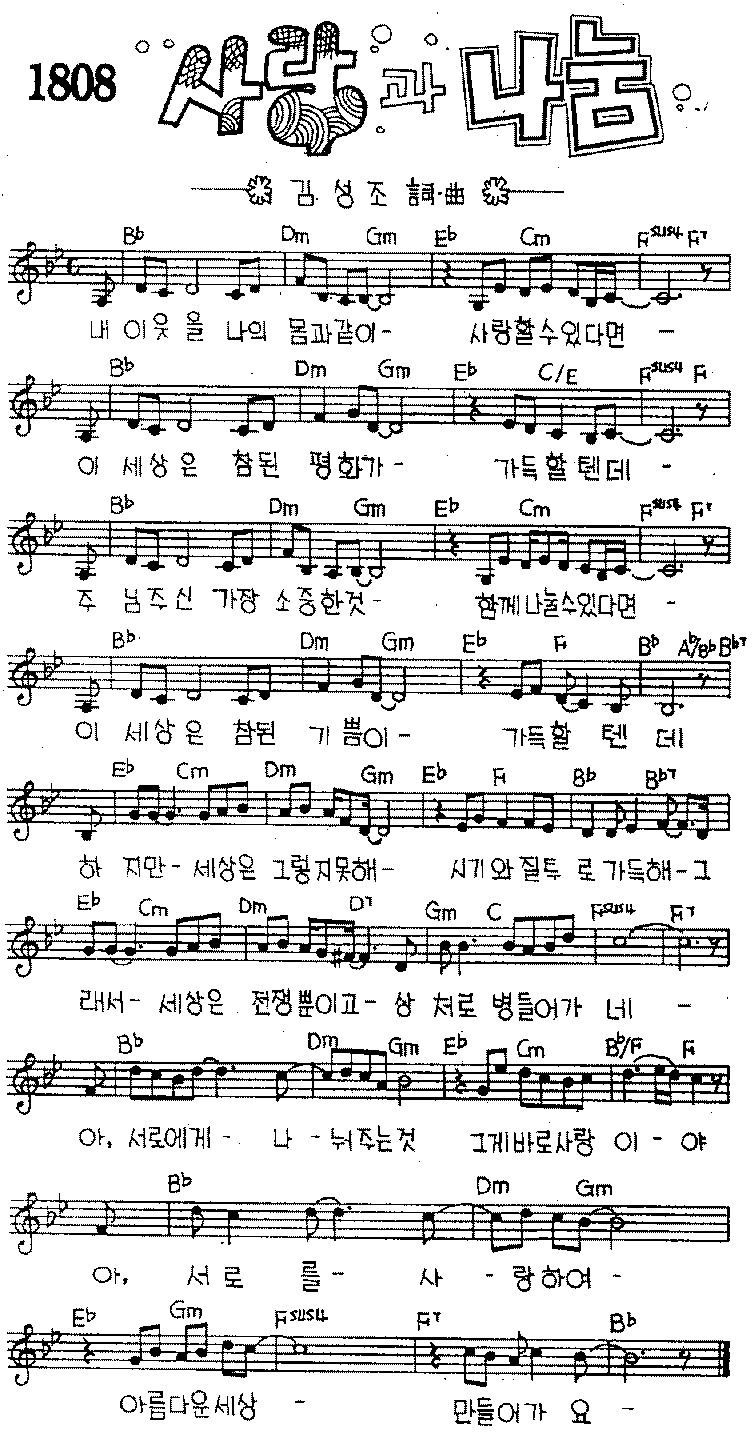 1808 사랑과 나눔
김성조 詞·曲
Bb Dm Gm Eb Cm Fsus4 F7
내 이웃을 나의 몸과같이- 사랑할수있다면 -
Bb Dm Gm Eb C/E Fsus4 F
이 세상은 참된 평화가- 가득할텐데 -
Bb Dm Gm Eb Cm Fsus4 F7
주 님주신 가장 소중한것- 함께나눌수있다면 -
Bb Dm Gm Eb F Bb Ab/Bb Bb7
이 세상은 참된 기쁨이- 가득할 텐 데
Eb Cm Dm Gm Eb F Bb Bb7
하 지만-세상은 그렇지못해- 시기와질투 로가득해-그
Eb Cm Dm D7 Gm C Fsus4 F7
래서- 세상은 전쟁뿐이고- 상 처로 병들어가 네 -
Bb Dm Gm Eb Cm Bb/F F
아, 서로에게- 나 -눠주는것 그게바로사랑 이-야
Bb Dm Gm
아, 서 로 를- 사 -랑하여-
Eb Gm Fsus4 F7 Bb
아름다운세상 - 만들어가 요-